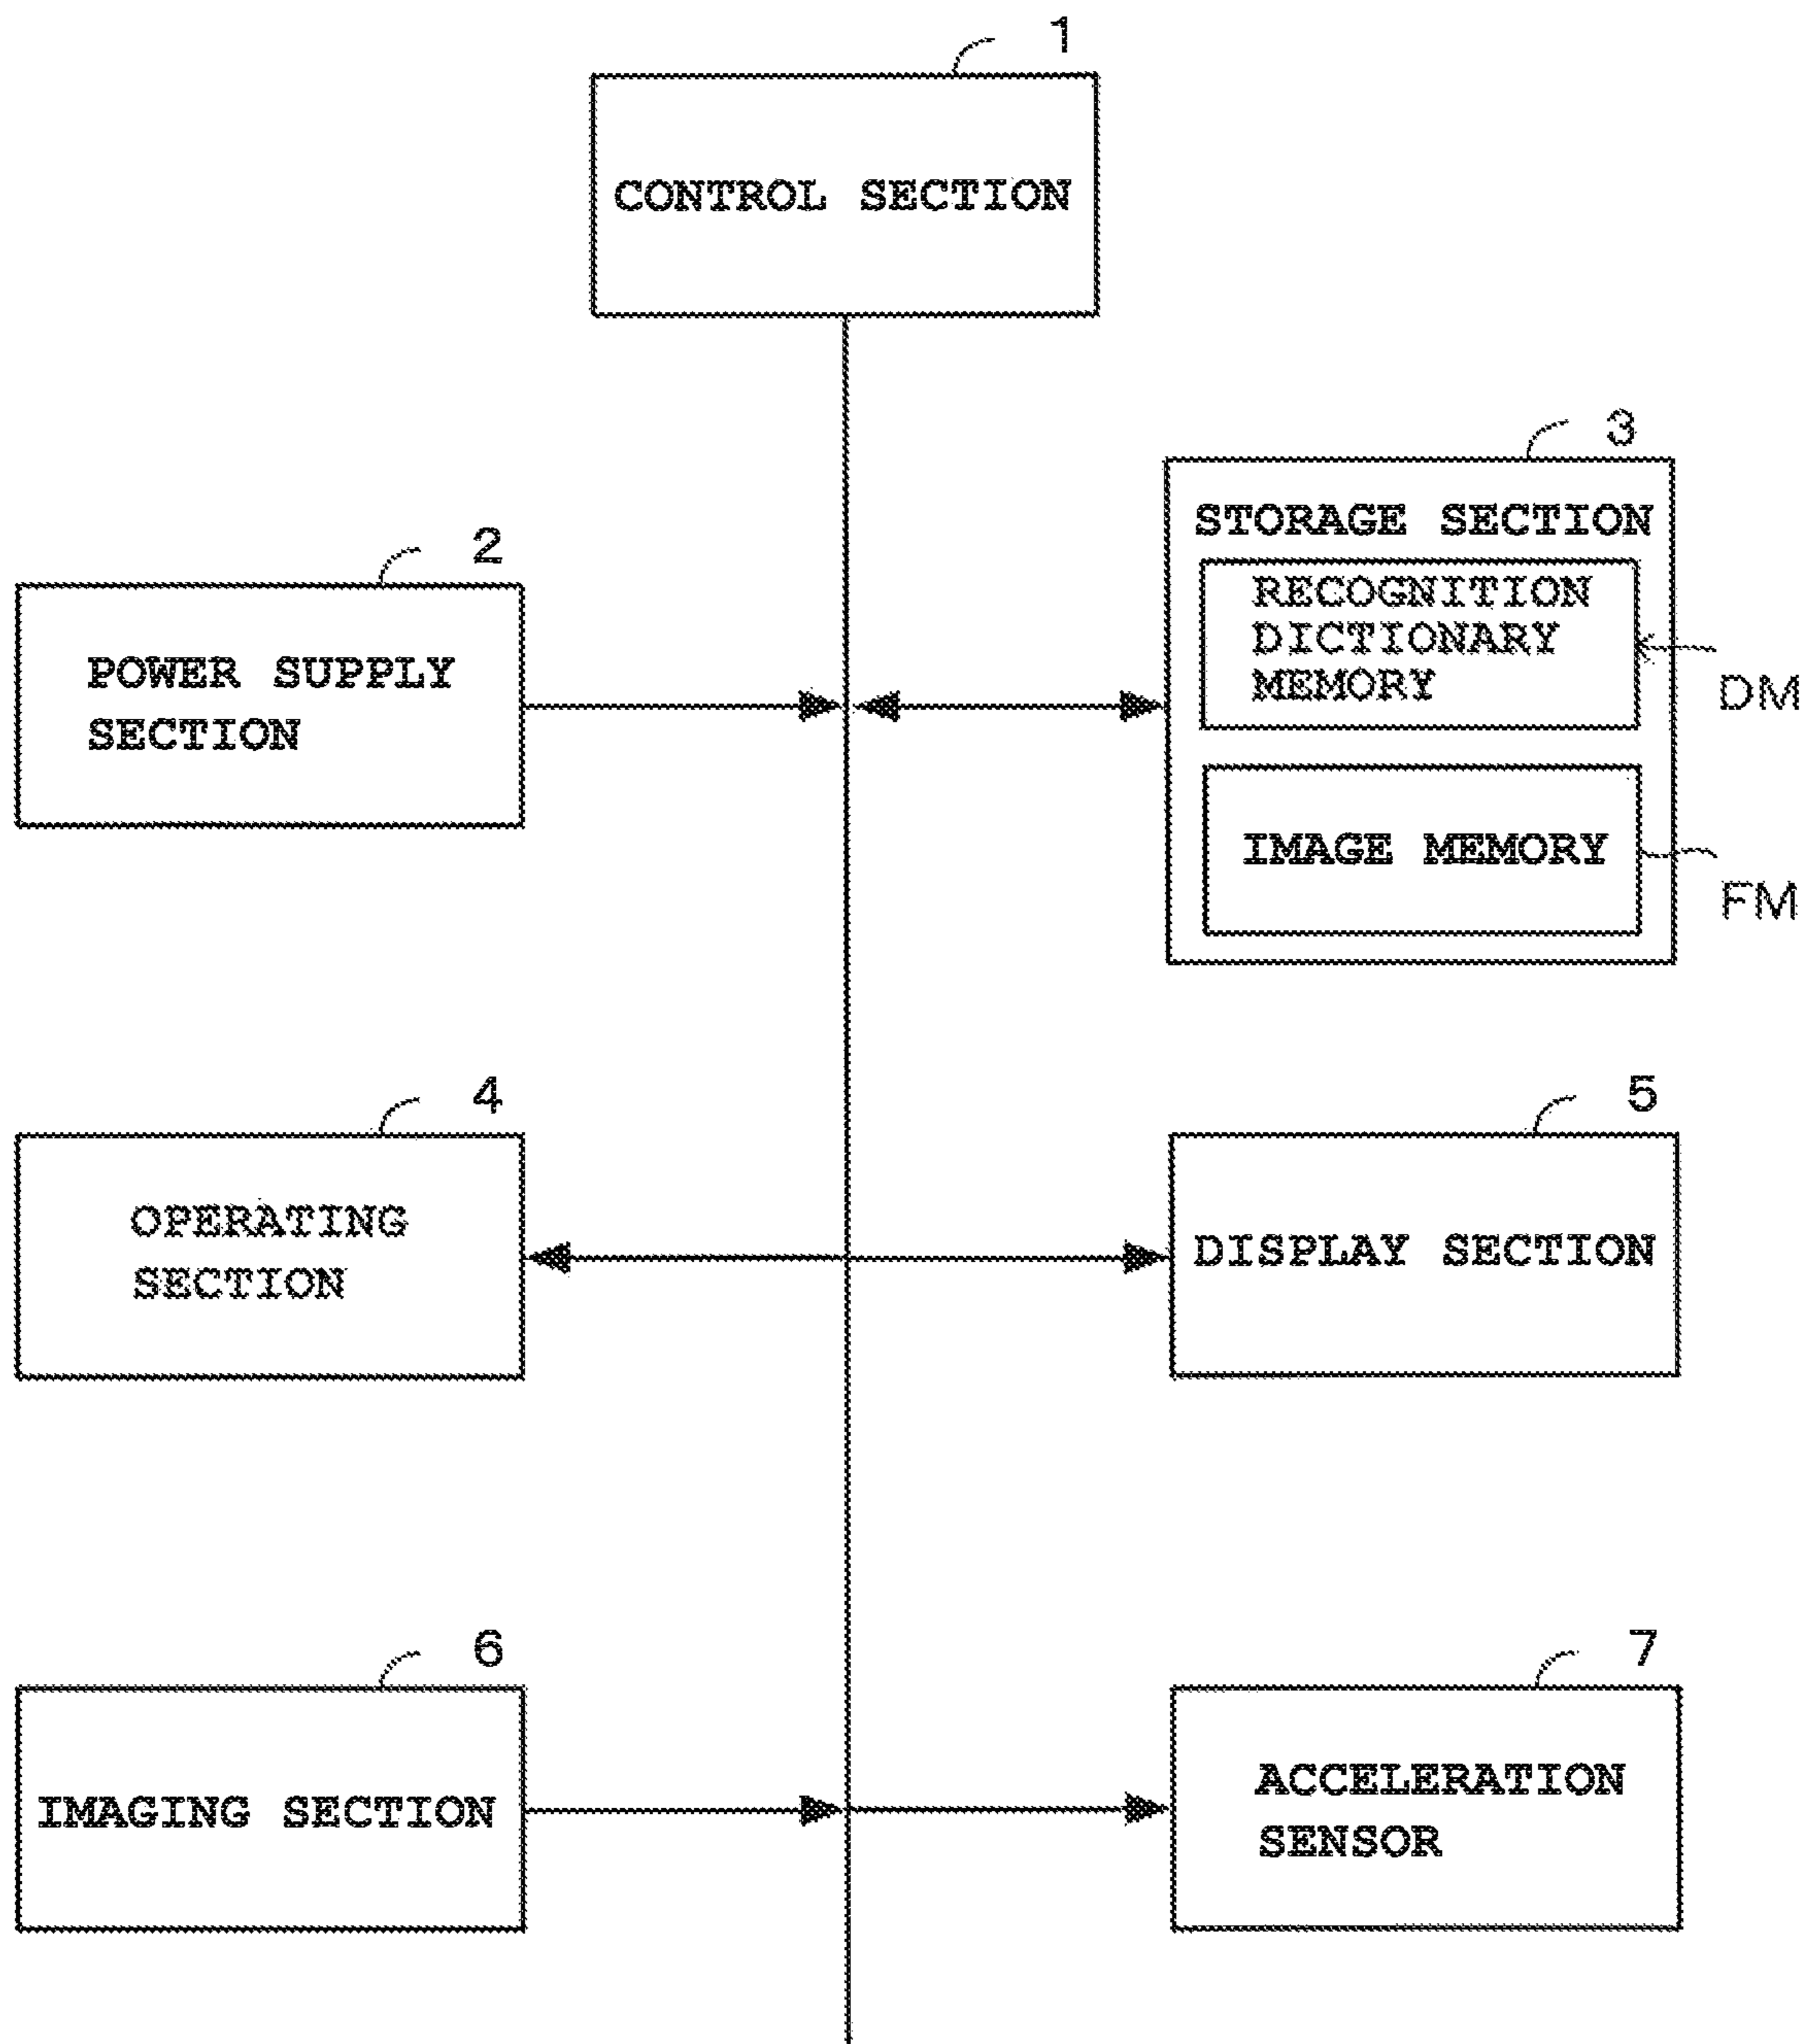 1
CONTROL SECTION
2
POWER SUPPLY
SECTION
3
STORAGE SECTION
RECOGNITION
DICTIONARY
MEMORY
DM
IMAGE MEMORY
FM
4
OPERATING
SECTION
5
DISPLAY SECTION
6
IMAGING SECTION
7
ACCELERATION
SENSOR